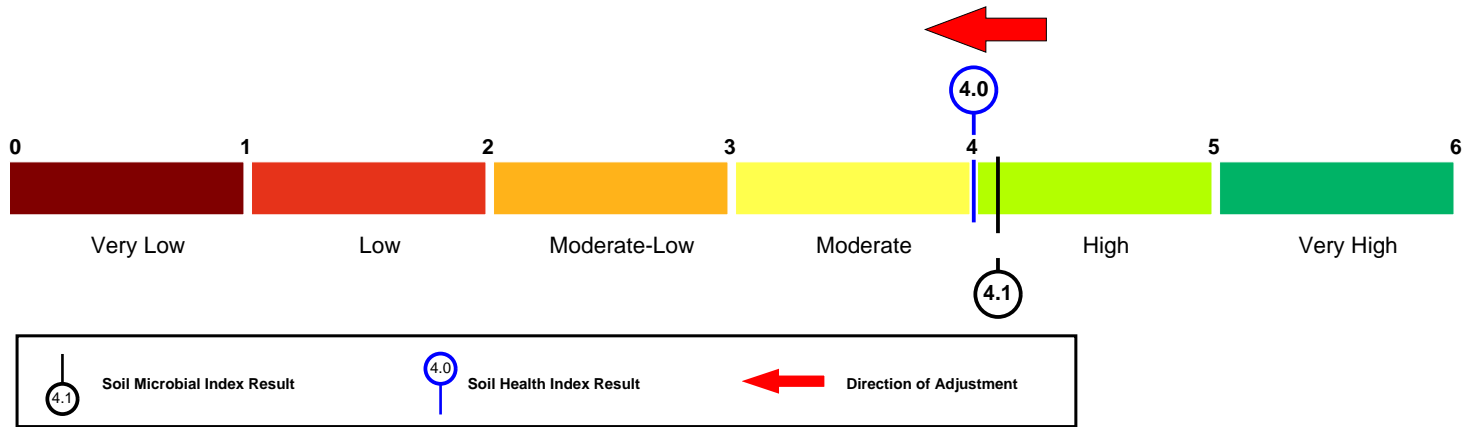 4.0
0 1 2 3 4 5 6
Very Low Low Moderate-Low Moderate High Very High
4.1
4.1 Soil Microbial Index Result 4.0 Soil Health Index Result Direction of Adjustment